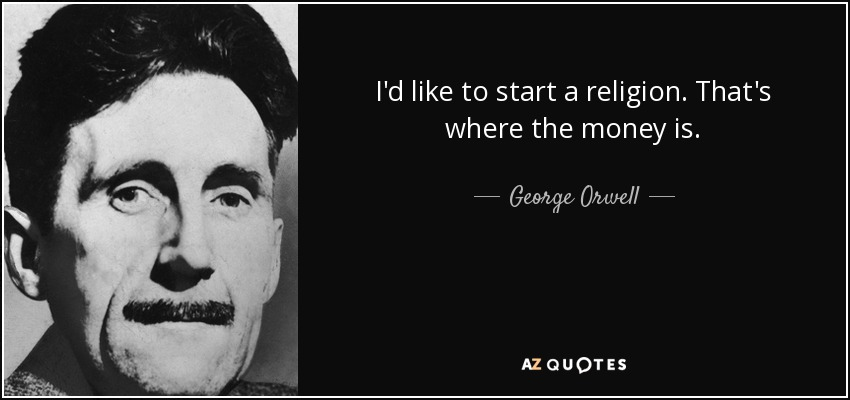 I'd like to start a religion. That's
where the money is.
George Orwell
AZ QUOTES